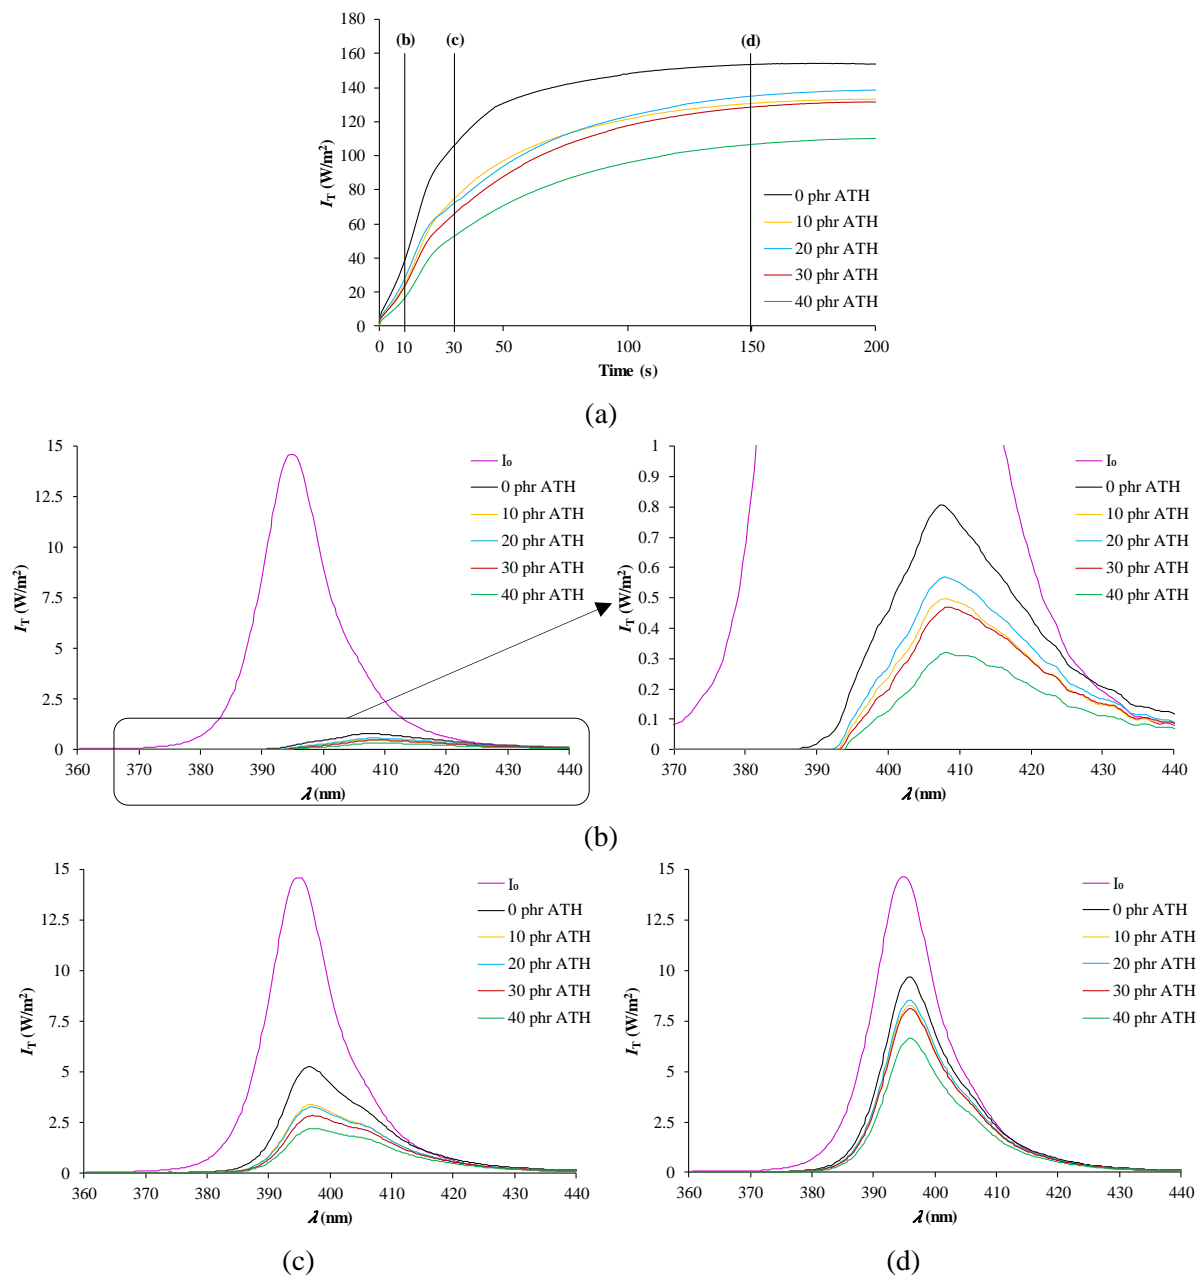 180
160
140
120
100
80
60
40
20
0
I_T (W/m²)
(b)
(c)
(d)
0 phr ATH
10 phr ATH
20 phr ATH
30 phr ATH
40 phr ATH
0 10 30 50 100 150 200
Time (s)
(a)
15
12.5
10
7.5
5
2.5
0
I_T (W/m²)
I₀
0 phr ATH
10 phr ATH
20 phr ATH
30 phr ATH
40 phr ATH
360 370 380 390 400 410 420 430 440
λ (nm)
1
0.9
0.8
0.7
0.6
0.5
0.4
0.3
0.2
0.1
0
I_T (W/m²)
I₀
0 phr ATH
10 phr ATH
20 phr ATH
30 phr ATH
40 phr ATH
370 380 390 400 410 420 430 440
λ (nm)
(b)
15
12.5
10
7.5
5
2.5
0
I_T (W/m²)
I₀
0 phr ATH
10 phr ATH
20 phr ATH
30 phr ATH
40 phr ATH
360 370 380 390 400 410 420 430 440
λ (nm)
(c)
15
12.5
10
7.5
5
2.5
0
I_T (W/m²)
I₀
0 phr ATH
10 phr ATH
20 phr ATH
30 phr ATH
40 phr ATH
360 370 380 390 400 410 420 430 440
λ (nm)
(d)